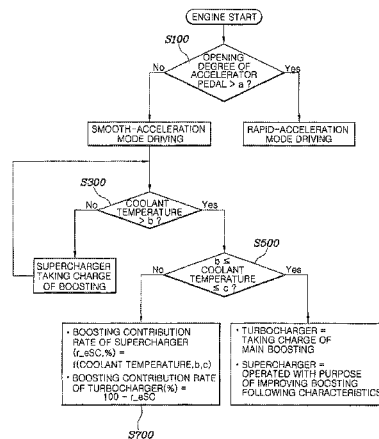 ENGINE START
S100
OPENING
DEGREE OF
ACCELERATOR
PEDAL > a ?
No
Yes
SMOOTH-ACCELERATION
MODE DRIVING
RAPID-ACCELERATION
MODE DRIVING
S300
COOLANT
TEMPERATURE
> b ?
No
Yes
SUPERCHARGER
TAKING CHARGE
OF BOOSTING
S500
b ≤
COOLANT
TEMPERATURE
≤ c ?
No
Yes
• BOOSTING CONTRIBUTION
RATE OF SUPERCHARGER
(r_eSC,%) =
f(COOLANT TEMPERATURE,b,c)
• BOOSTING CONTRIBUTION RATE
OF TURBOCHARGER(%) =
100 - r_eSC
• TURBOCHARGER =
TAKING CHARGE OF
MAIN BOOSTING
• SUPERCHARGER =
OPERATED WITH PURPOSE
OF IMPROVING BOOSTING
FOLLOWING CHARACTERISTICS
S700